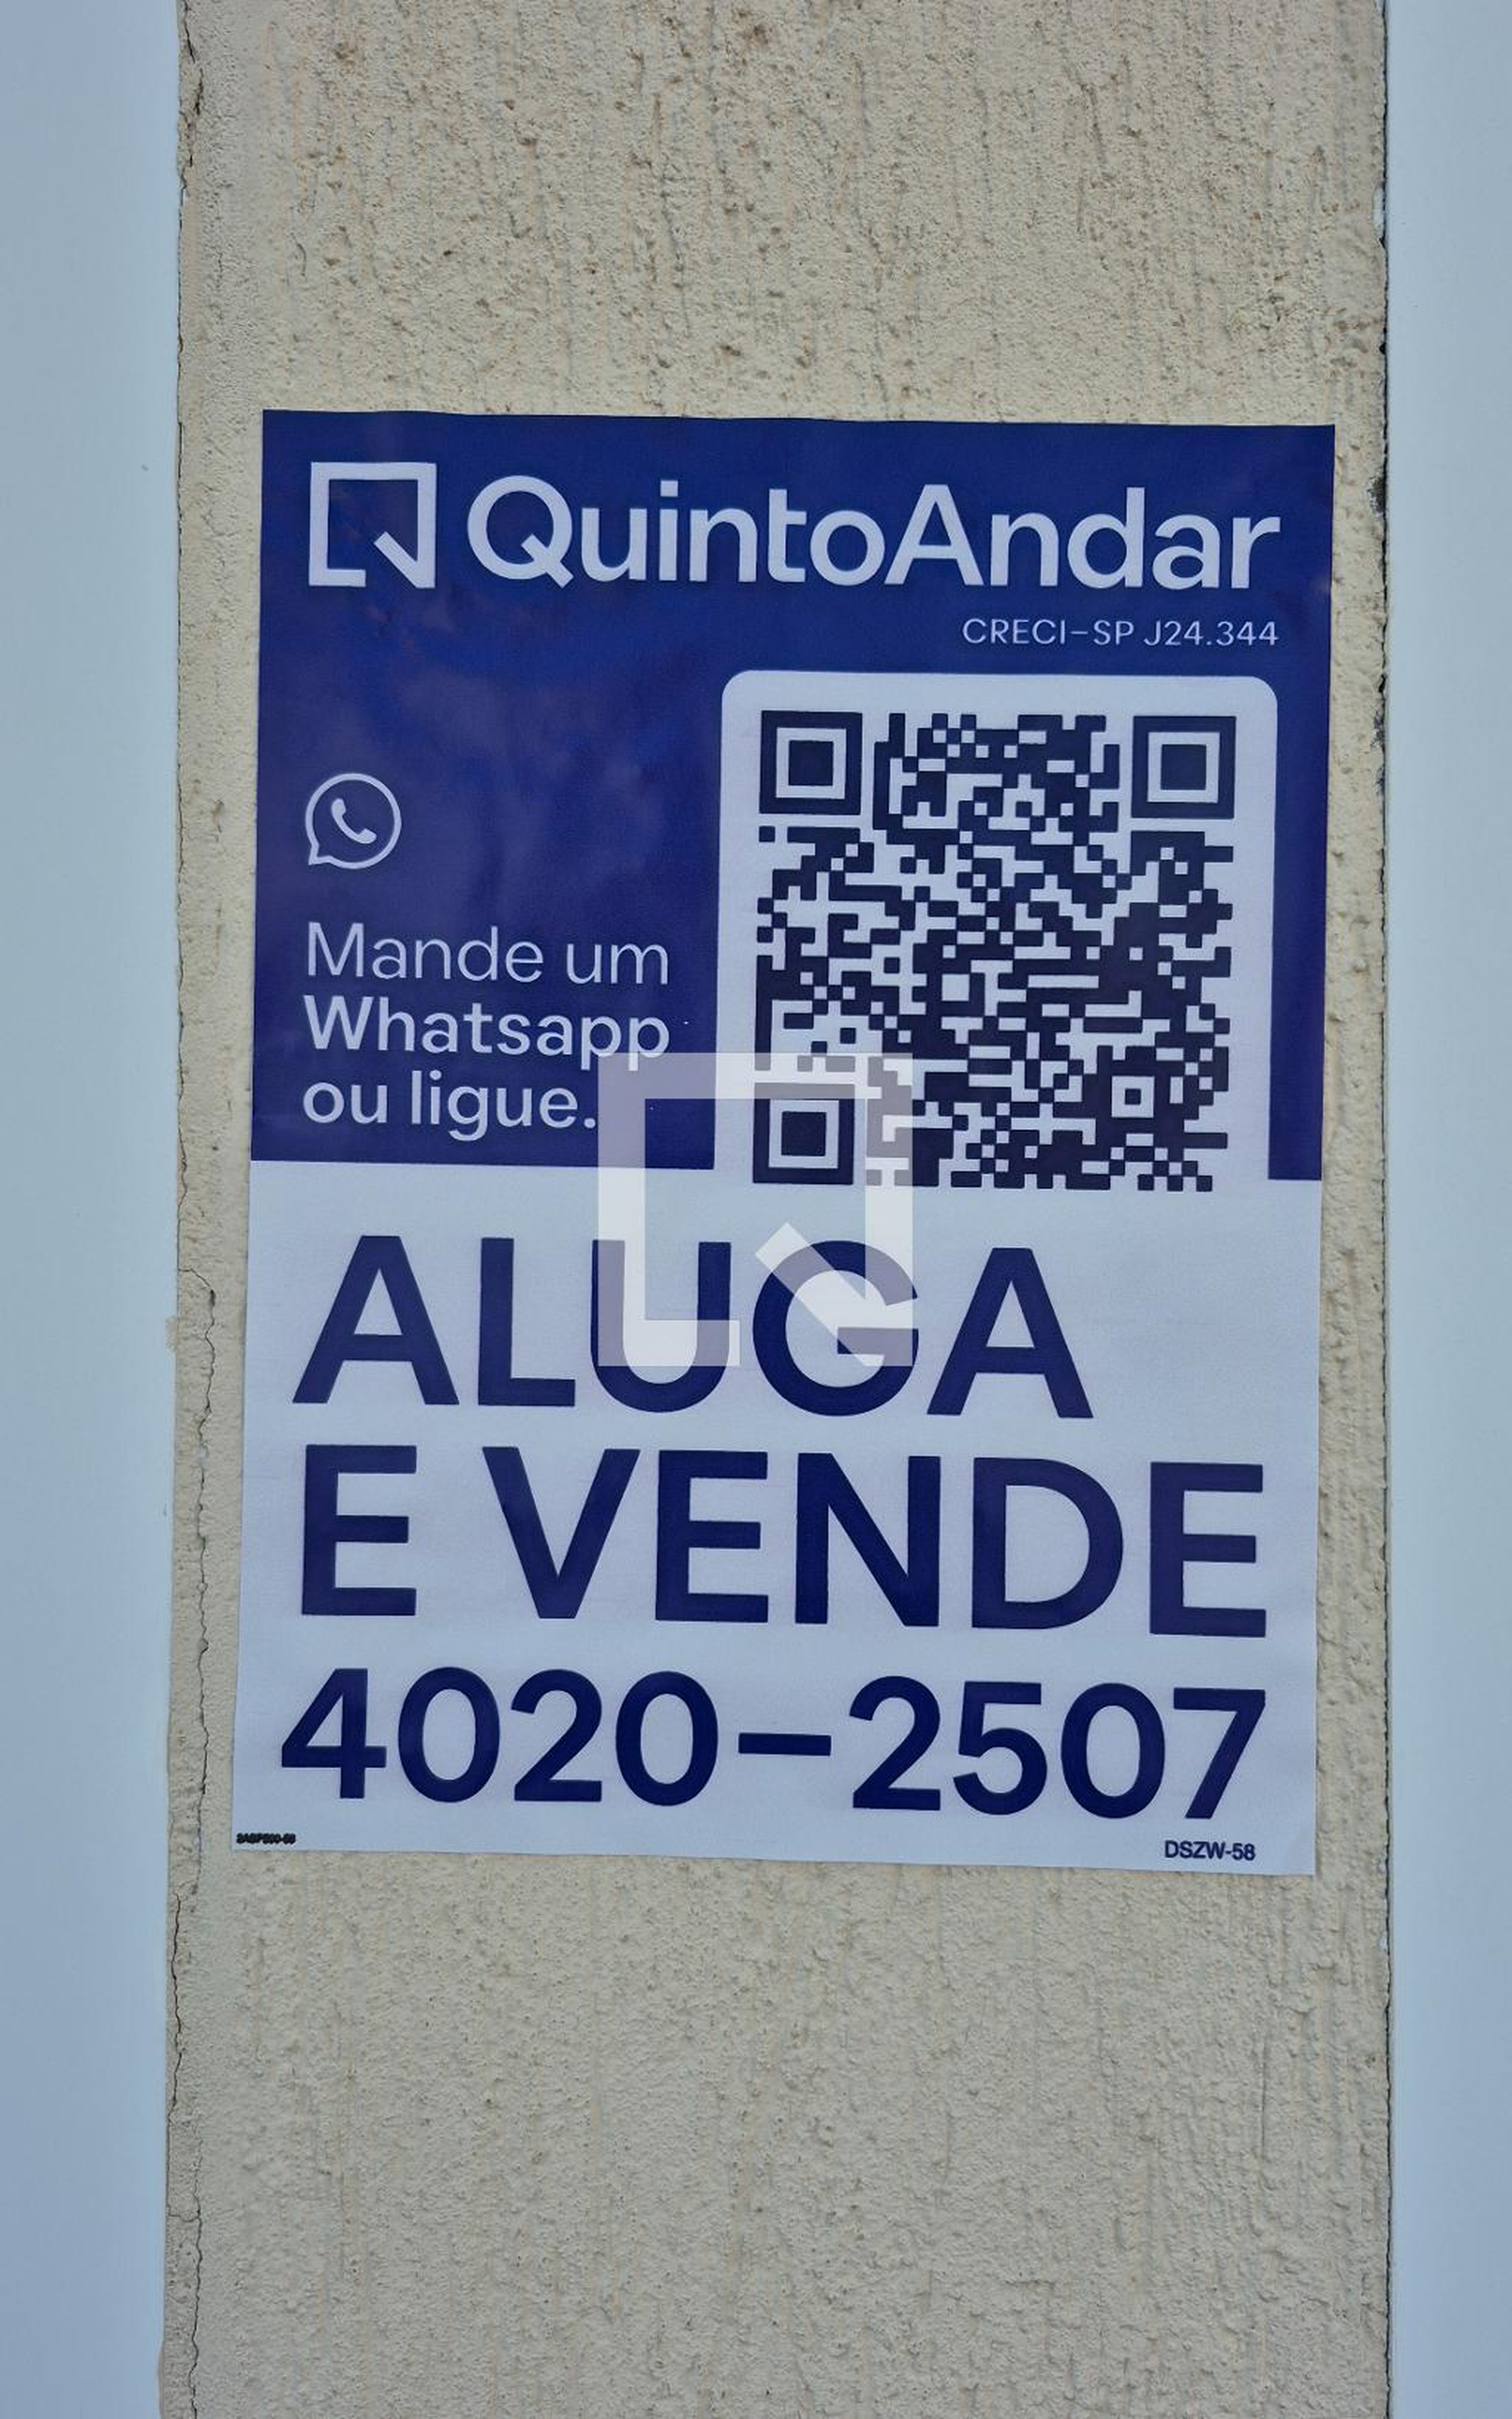 QuintoAndar
CRECI-SP J24.344
Mande um
Whatsapp
ou ligue.
ALUGA
E VENDE
4020-2507
DSZW-58